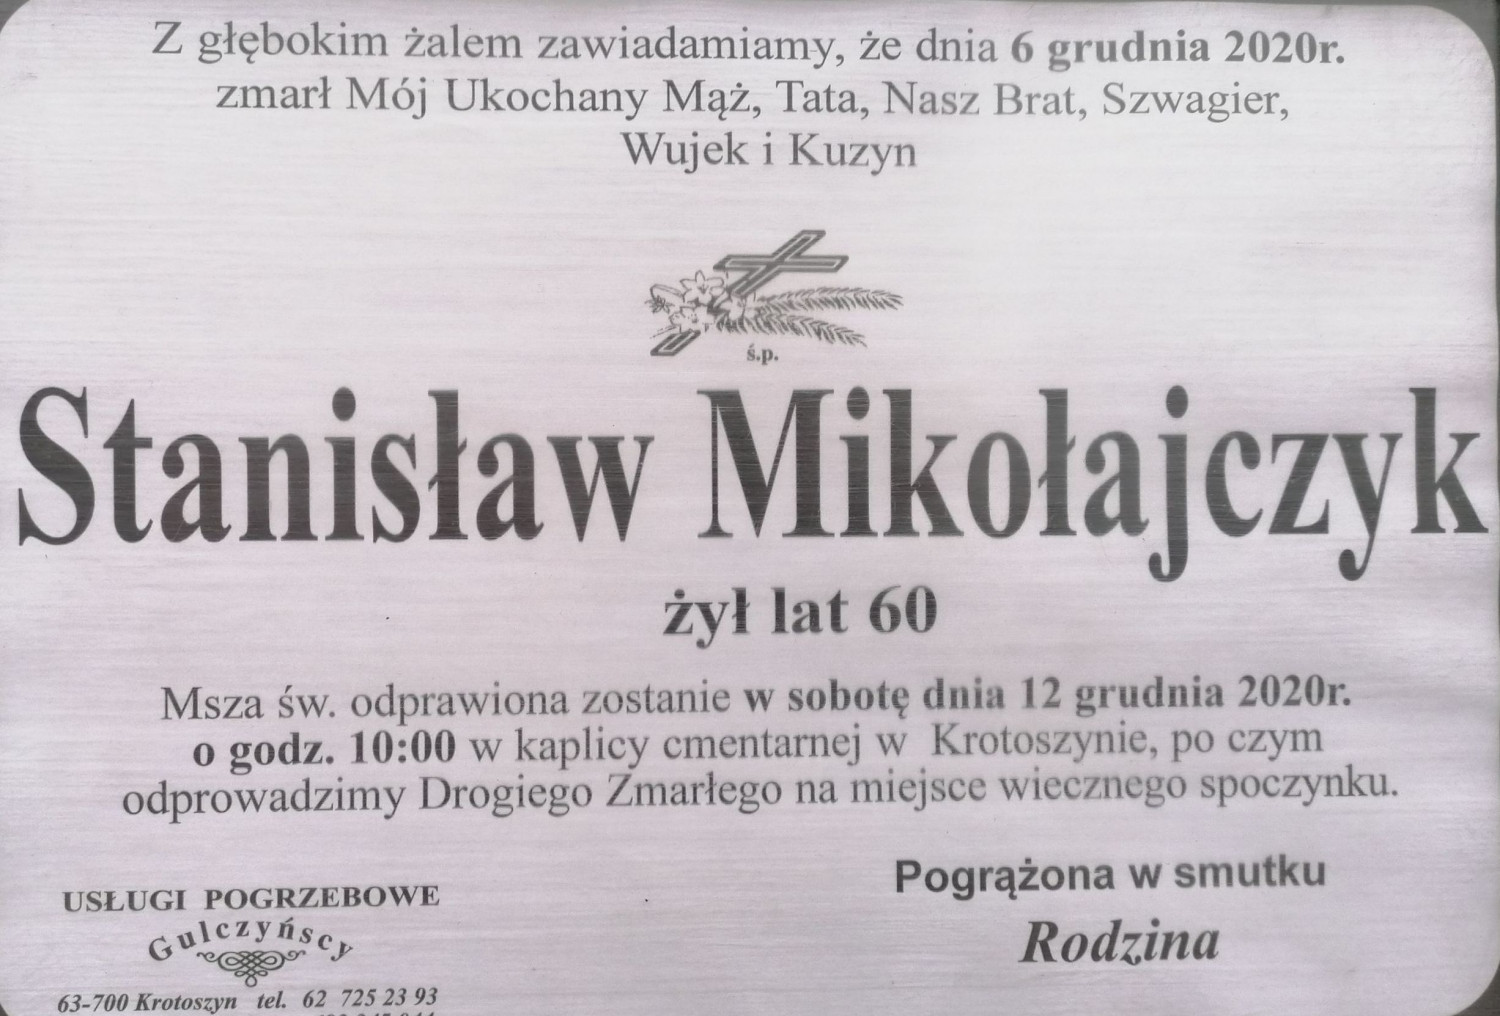 Z głębokim żalem zawiadamiamy, że dnia 6 grudnia 2020r.
zmarł Mój Ukochany Mąż, Tata, Nasz Brat, Szwagier,
Wujek i Kuzyn
ś.p.
Stanisław Mikołajczyk
żył lat 60
Msza św. odprawiona zostanie w sobotę dnia 12 grudnia 2020r.
o godz. 10:00 w kaplicy cmentarnej w Krotoszynie, po czym
odprowadzimy Drogiego Zmarłego na miejsce wiecznego spoczynku.
Pogrążona w smutku
Rodzina
USŁUGI POGRZEBOWE
Gulczyńscy
63-700 Krotoszyn tel. 62 725 23 93